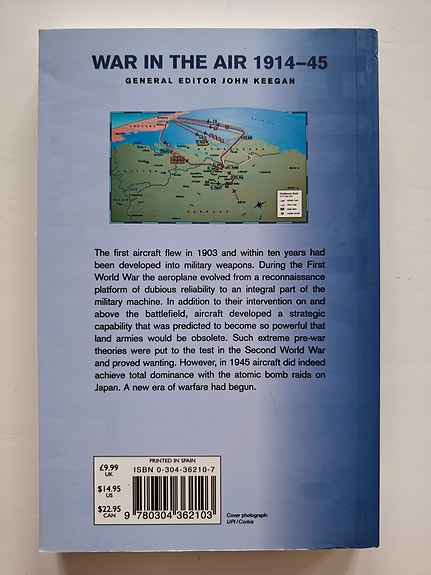 WAR IN THE AIR 1914–45
GENERAL EDITOR JOHN KEEGAN
The first aircraft flew in 1903 and within ten years had
been developed into military weapons. During the First
World War the aeroplane evolved from a reconnaissance
platform of dubious reliability to an integral part of the
military machine. In addition to their intervention on and
above the battlefield, aircraft developed a strategic
capability that was predicted to become so powerful that
land armies would be obsolete. Such extreme pre-war
theories were put to the test in the Second World War
and proved wanting. However, in 1945 aircraft did indeed
achieve total dominance with the atomic bomb raids on
Japan. A new era of warfare had begun.
£9.99
UK
$14.95
US
$22.95
CAN
PRINTED IN SPAIN
ISBN 0-304-36210-7
9 780304 362103
Cover photograph:
UPI / Corbis